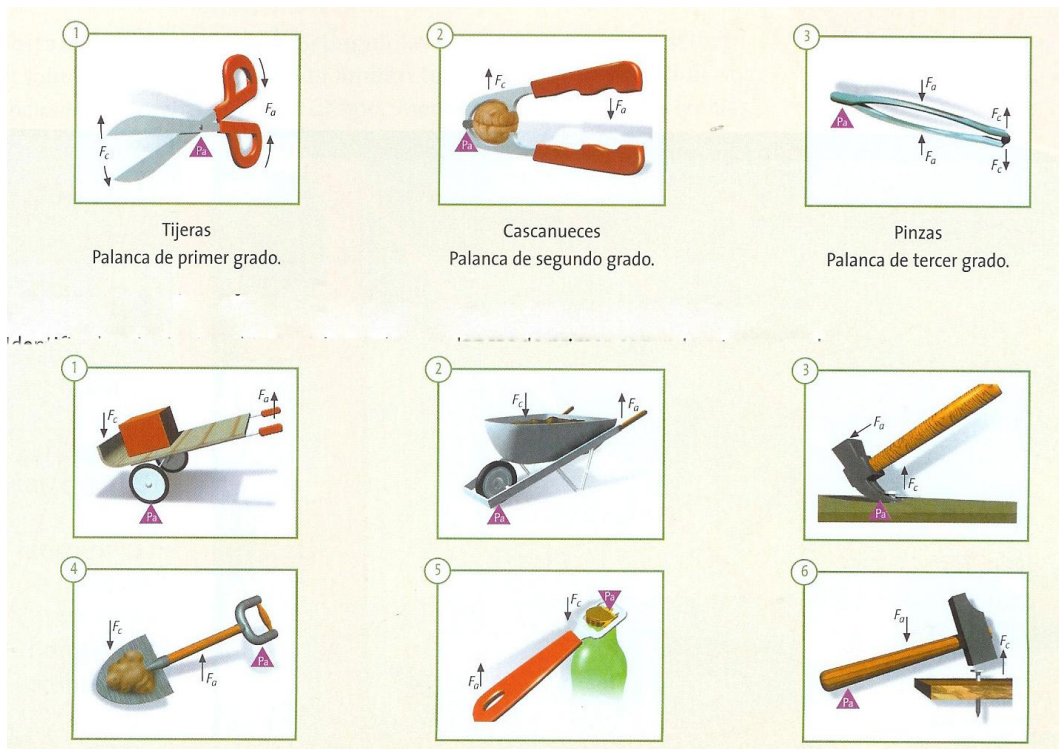 1
2
3
Fc
Fa
Pa
Fc
Fa
Pa
Fa
Pa
Fa
Fc
Fc
Tijeras
Palanca de primer grado.
Cascanueces
Palanca de segundo grado.
Pinzas
Palanca de tercer grado.
1
2
3
Fc
Fa
Pa
Fc
Fa
Pa
Fa
Fc
Pa
4
5
6
Fc
Fa
Pa
Fc
Pa
Fa
Fa
Fc
Pa